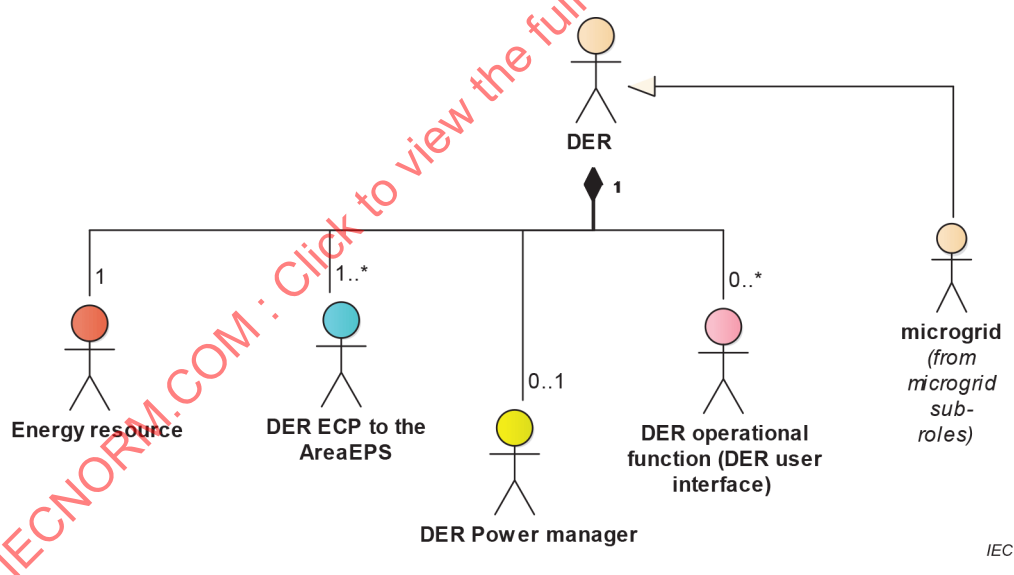 DER
1
1
1..*
0..*
0..1
microgrid
(from
microgrid
sub-
roles)
Energy resource
DER ECP to the
AreaEPS
DER operational
function (DER user
interface)
DER Power manager
IEC
IECNORM.COM : Click to view the full